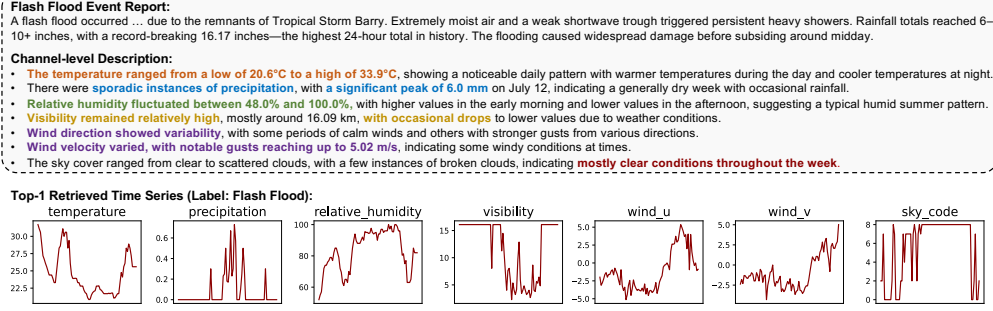 Flash Flood Event Report:
A flash flood occurred … due to the remnants of Tropical Storm Barry. Extremely moist air and a weak shortwave trough triggered persistent heavy showers. Rainfall totals reached 6–
10+ inches, with a record-breaking 16.17 inches—the highest 24-hour total in history. The flooding caused widespread damage before subsiding around midday.
Channel-level Description:
• The temperature ranged from a low of 20.6°C to a high of 33.9°C, showing a noticeable daily pattern with warmer temperatures during the day and cooler temperatures at night.
• There were sporadic instances of precipitation, with a significant peak of 6.0 mm on July 12, indicating a generally dry week with occasional rainfall.
• Relative humidity fluctuated between 48.0% and 100.0%, with higher values in the early morning and lower values in the afternoon, suggesting a typical humid summer pattern.
• Visibility remained relatively high, mostly around 16.09 km, with occasional drops to lower values due to weather conditions.
• Wind direction showed variability, with some periods of calm winds and others with stronger gusts from various directions.
• Wind velocity varied, with notable gusts reaching up to 5.02 m/s, indicating some windy conditions at times.
• The sky cover ranged from clear to scattered clouds, with a few instances of broken clouds, indicating mostly clear conditions throughout the week.
Top-1 Retrieved Time Series (Label: Flash Flood):
temperature precipitation relative_humidity visibility wind_u wind_v sky_code
30.0 27.5 25.0 22.5
0.6 0.4 0.2 0.0
100 80 60
15 10 5
5.0 2.5 0.0 −2.5 −5.0
5.0 2.5 0.0 −2.5
8 6 4 2 0